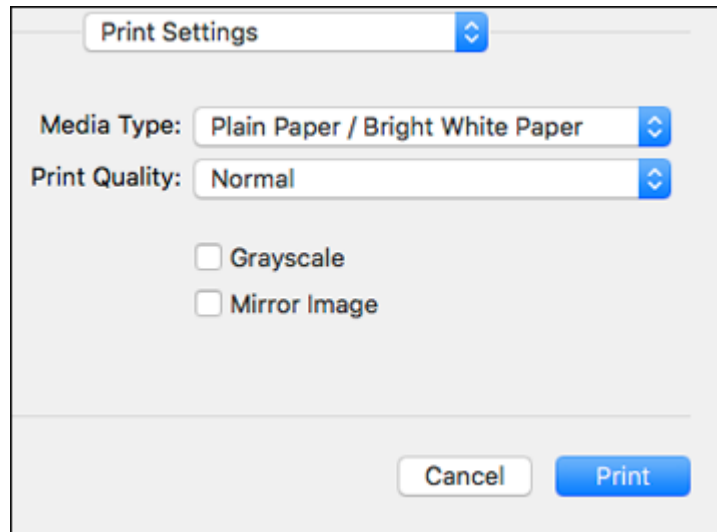 Print Settings
Media Type: Plain Paper / Bright White Paper
Print Quality: Normal
Grayscale
Mirror Image
Cancel Print